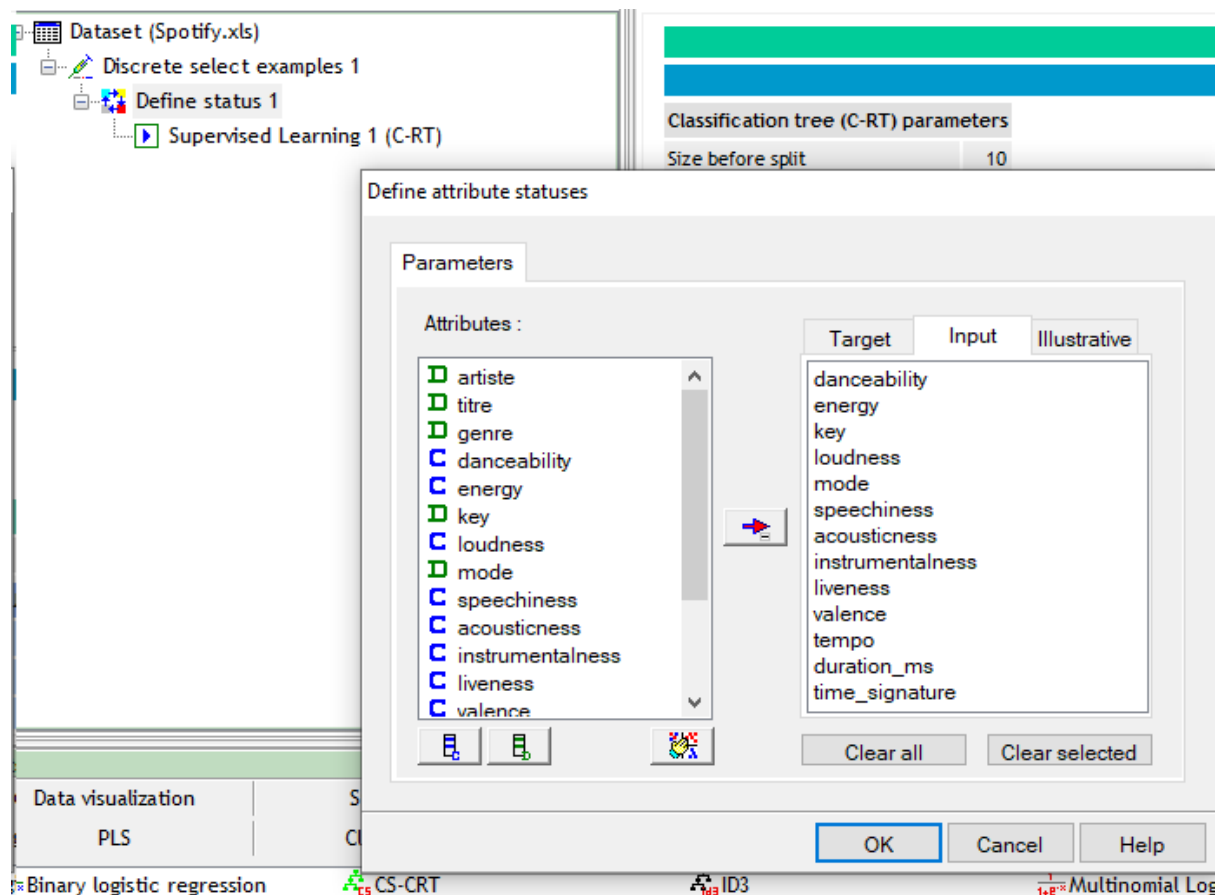 Dataset (Spotify.xls)
Discrete select examples 1
Define status 1
Supervised Learning 1 (C-RT)
Classification tree (C-RT) parameters
Size before split 10
Define attribute statuses
Parameters
Attributes :
D artiste
D titre
D genre
C danceability
C energy
D key
C loudness
D mode
C speechiness
C acousticness
C instrumentalness
C liveness
C valence
Target Input Illustrative
danceability
energy
key
loudness
mode
speechiness
acousticness
instrumentalness
liveness
valence
tempo
duration_ms
time_signature
Clear all Clear selected
OK Cancel Help
Data visualization
PLS
Binary logistic regression CS-CRT ID3 Multinomial Log